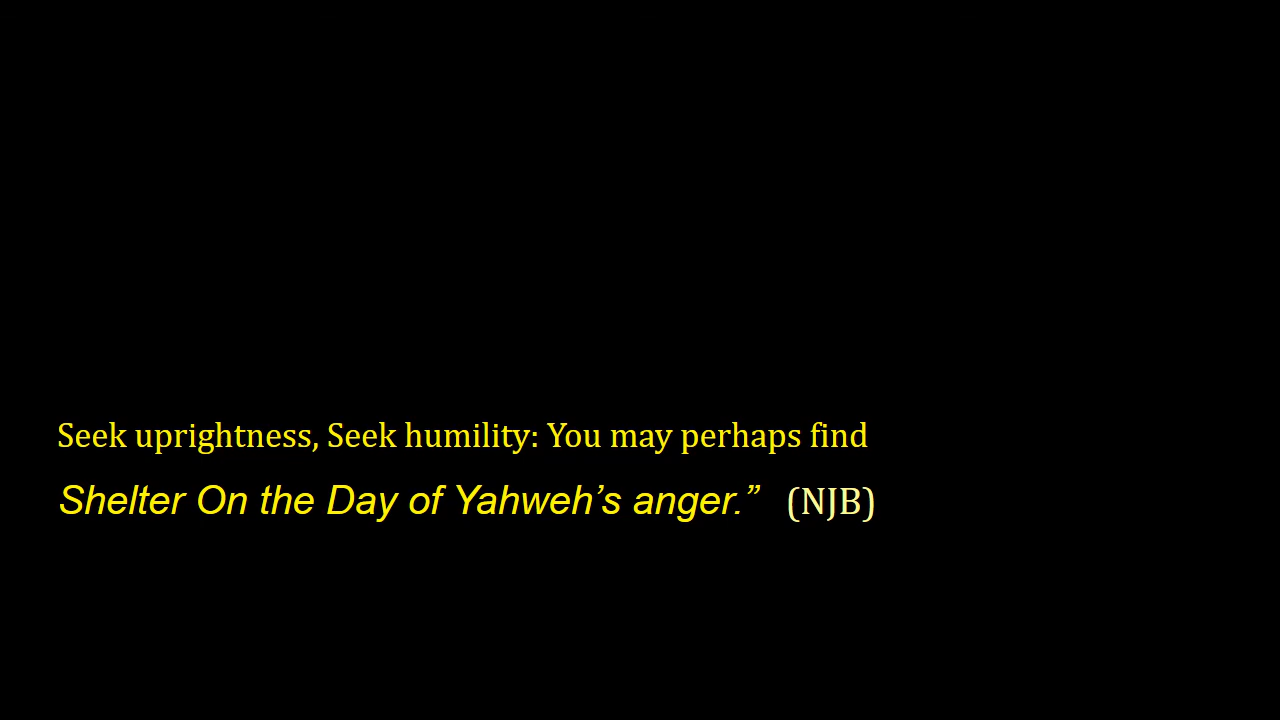 Seek uprightness, Seek humility: You may perhaps find
Shelter On the Day of Yahweh’s anger.” (NJB)